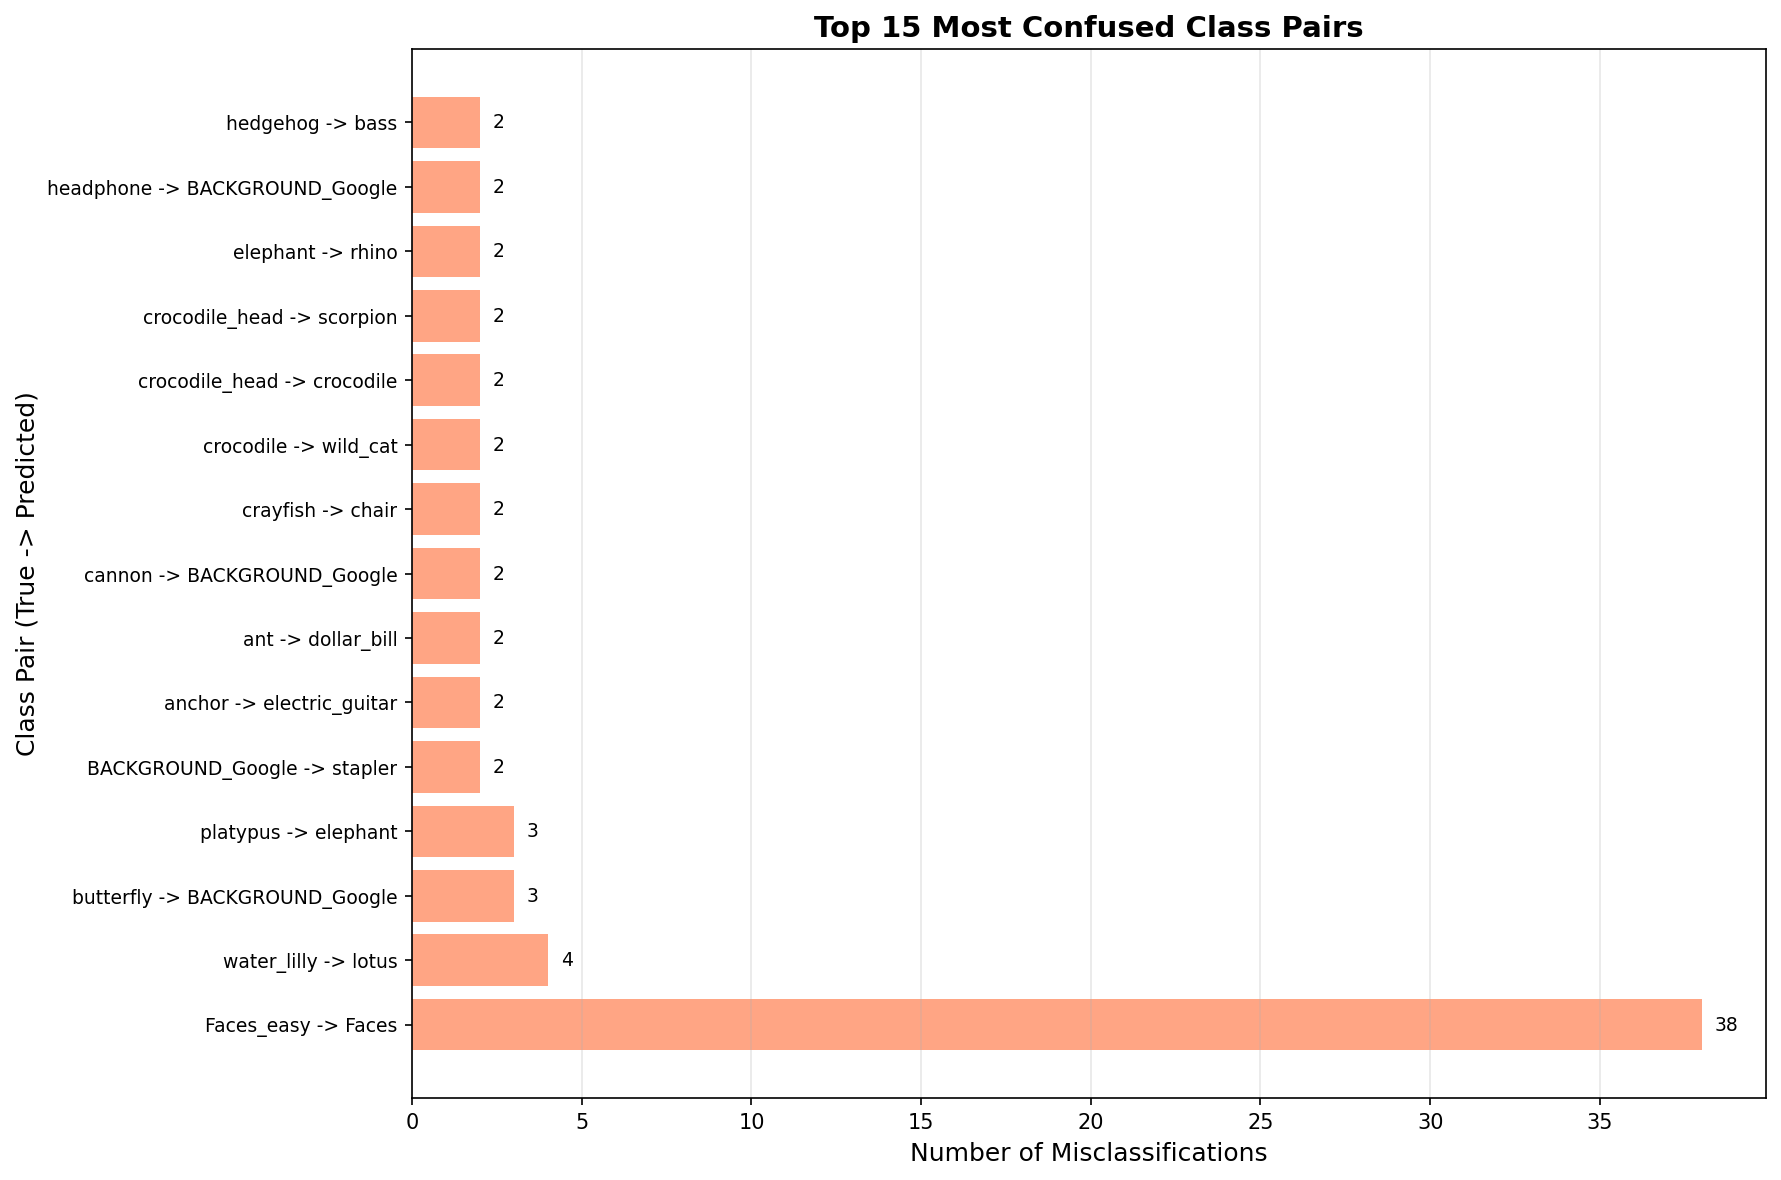 Top 15 Most Confused Class Pairs
Class Pair (True -> Predicted)
hedgehog -> bass 2
headphone -> BACKGROUND_Google 2
elephant -> rhino 2
crocodile_head -> scorpion 2
crocodile_head -> crocodile 2
crocodile -> wild_cat 2
crayfish -> chair 2
cannon -> BACKGROUND_Google 2
ant -> dollar_bill 2
anchor -> electric_guitar 2
BACKGROUND_Google -> stapler 2
platypus -> elephant 3
butterfly -> BACKGROUND_Google 3
water_lilly -> lotus 4
Faces_easy -> Faces 38
0 5 10 15 20 25 30 35
Number of Misclassifications